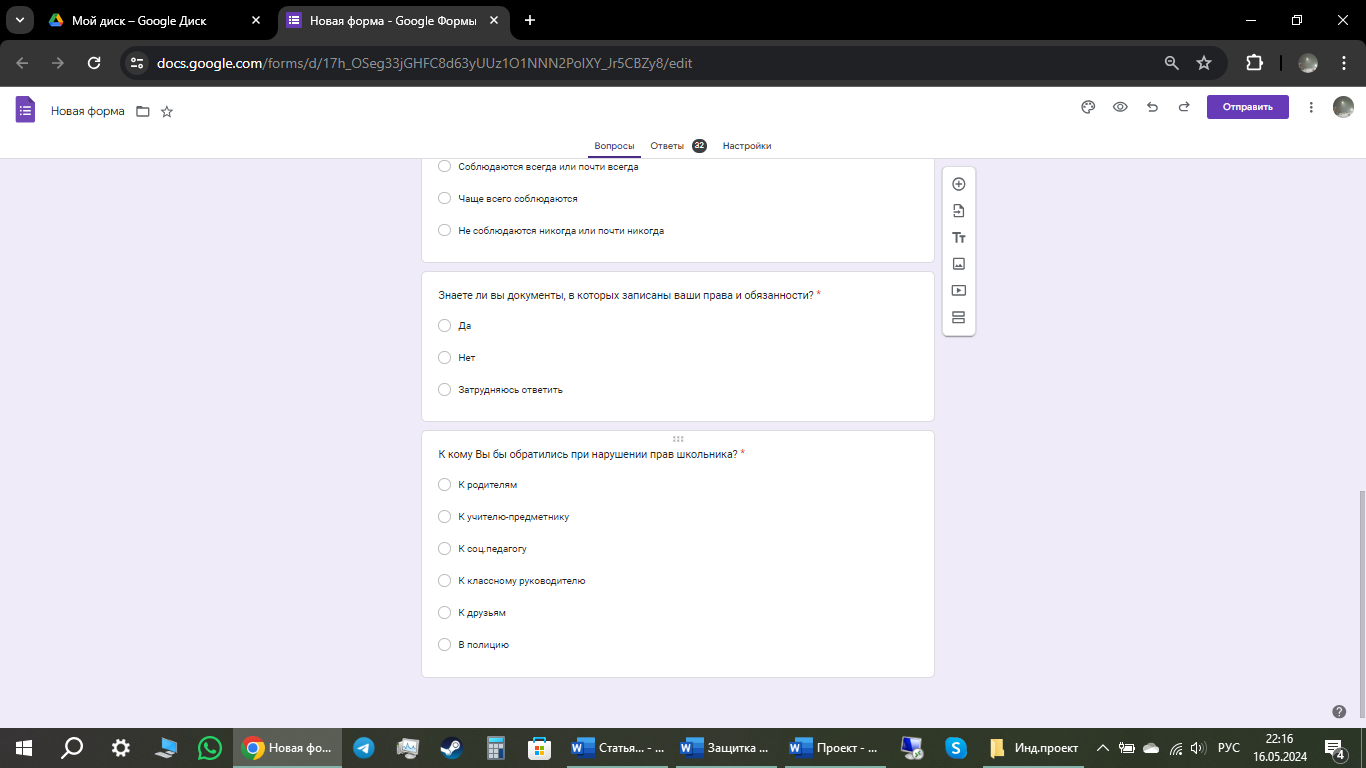 Мой диск – Google Диск
Новая форма - Google Формы
docs.google.com/forms/d/17h_OSeg33jGHFC8d63yUUz1O1NNN2PoIXY_Jr5CBZy8/edit
Новая форма
Отправить
Вопросы
Ответы 32
Настройки
Соблюдаются всегда или почти всегда
Чаще всего соблюдаются
Не соблюдаются никогда или почти никогда
Знаете ли вы документы, в которых записаны ваши права и обязанности? *
Да
Нет
Затрудняюсь ответить
К кому Вы бы обратились при нарушении прав школьника? *
К родителям
К учителю-предметнику
К соц.педагогу
К классному руководителю
К друзьям
В полицию
Новая фо...
Статья... - ...
Защитка ...
Проект - ...
Инд.проект
РУС
22:16
16.05.2024
4